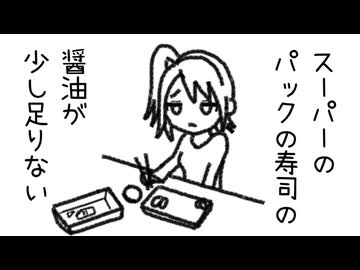 スーパーの
パックの寿司の
醤油が
少し足りない